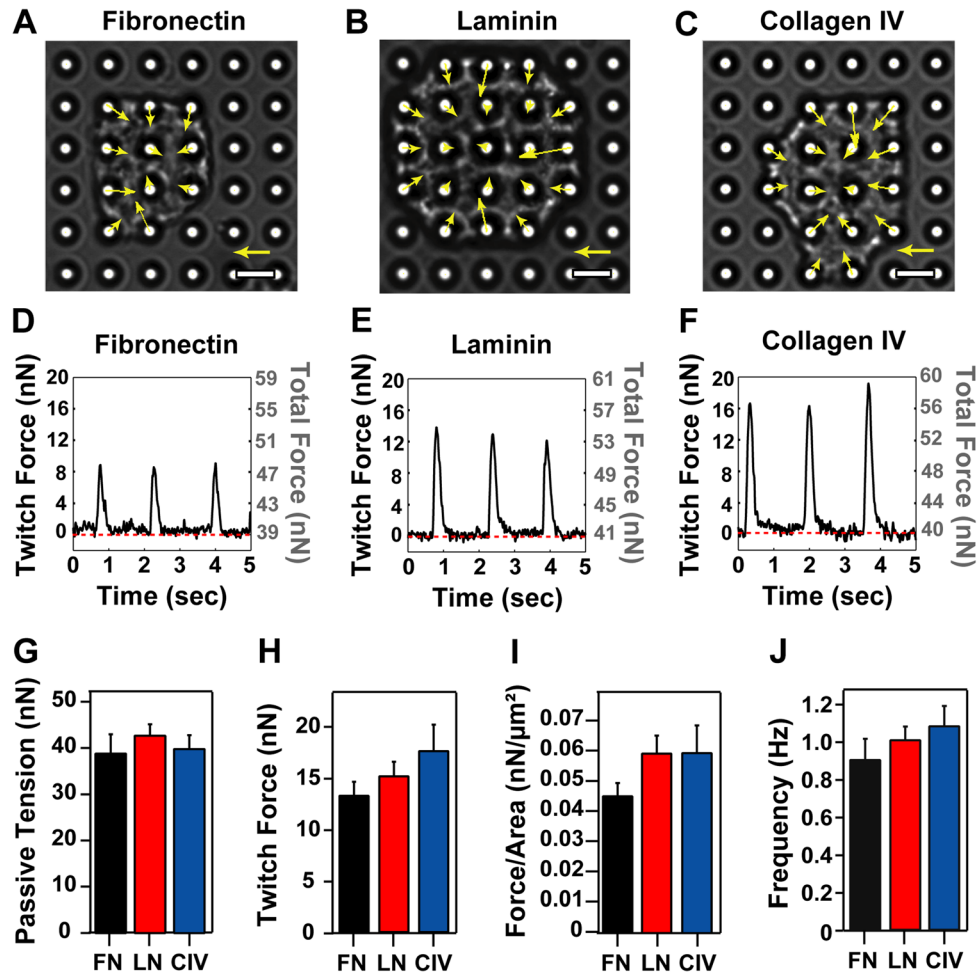 A Fibronectin
B Laminin
C Collagen IV
D Fibronectin
Twitch Force (nN)
20
16
12
8
4
0
59
55
51
47
43
39
Total Force (nN)
0 1 2 3 4 5
Time (sec)
E Laminin
Twitch Force (nN)
20
16
12
8
4
0
61
57
53
49
45
41
Total Force (nN)
0 1 2 3 4 5
Time (sec)
F Collagen IV
Twitch Force (nN)
20
16
12
8
4
0
60
56
52
48
44
40
Total Force (nN)
0 1 2 3 4 5
Time (sec)
G
Passive Tension (nN)
50
40
30
20
10
0
FN LN CIV
H
Twitch Force (nN)
20
15
10
5
0
FN LN CIV
I
Force/Area (nN/µm²)
0.07
0.06
0.05
0.04
0.03
0.02
0.01
0
FN LN CIV
J
Frequency (Hz)
1.2
1.0
0.8
0.6
0.4
0.2
0
FN LN CIV